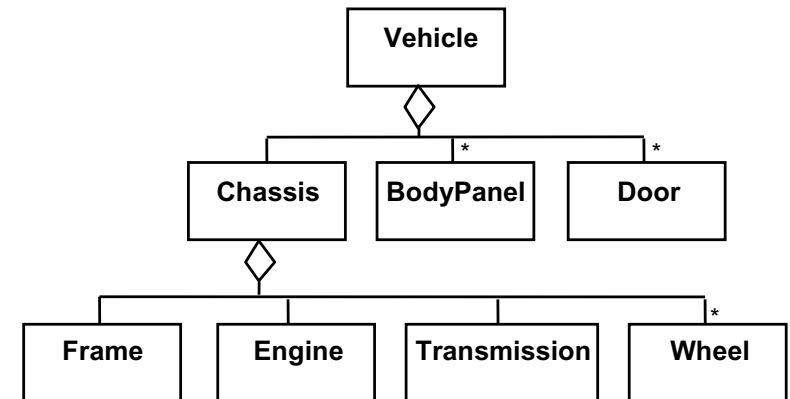 Vehicle
* *
Chassis BodyPanel Door
*
Frame Engine Transmission Wheel